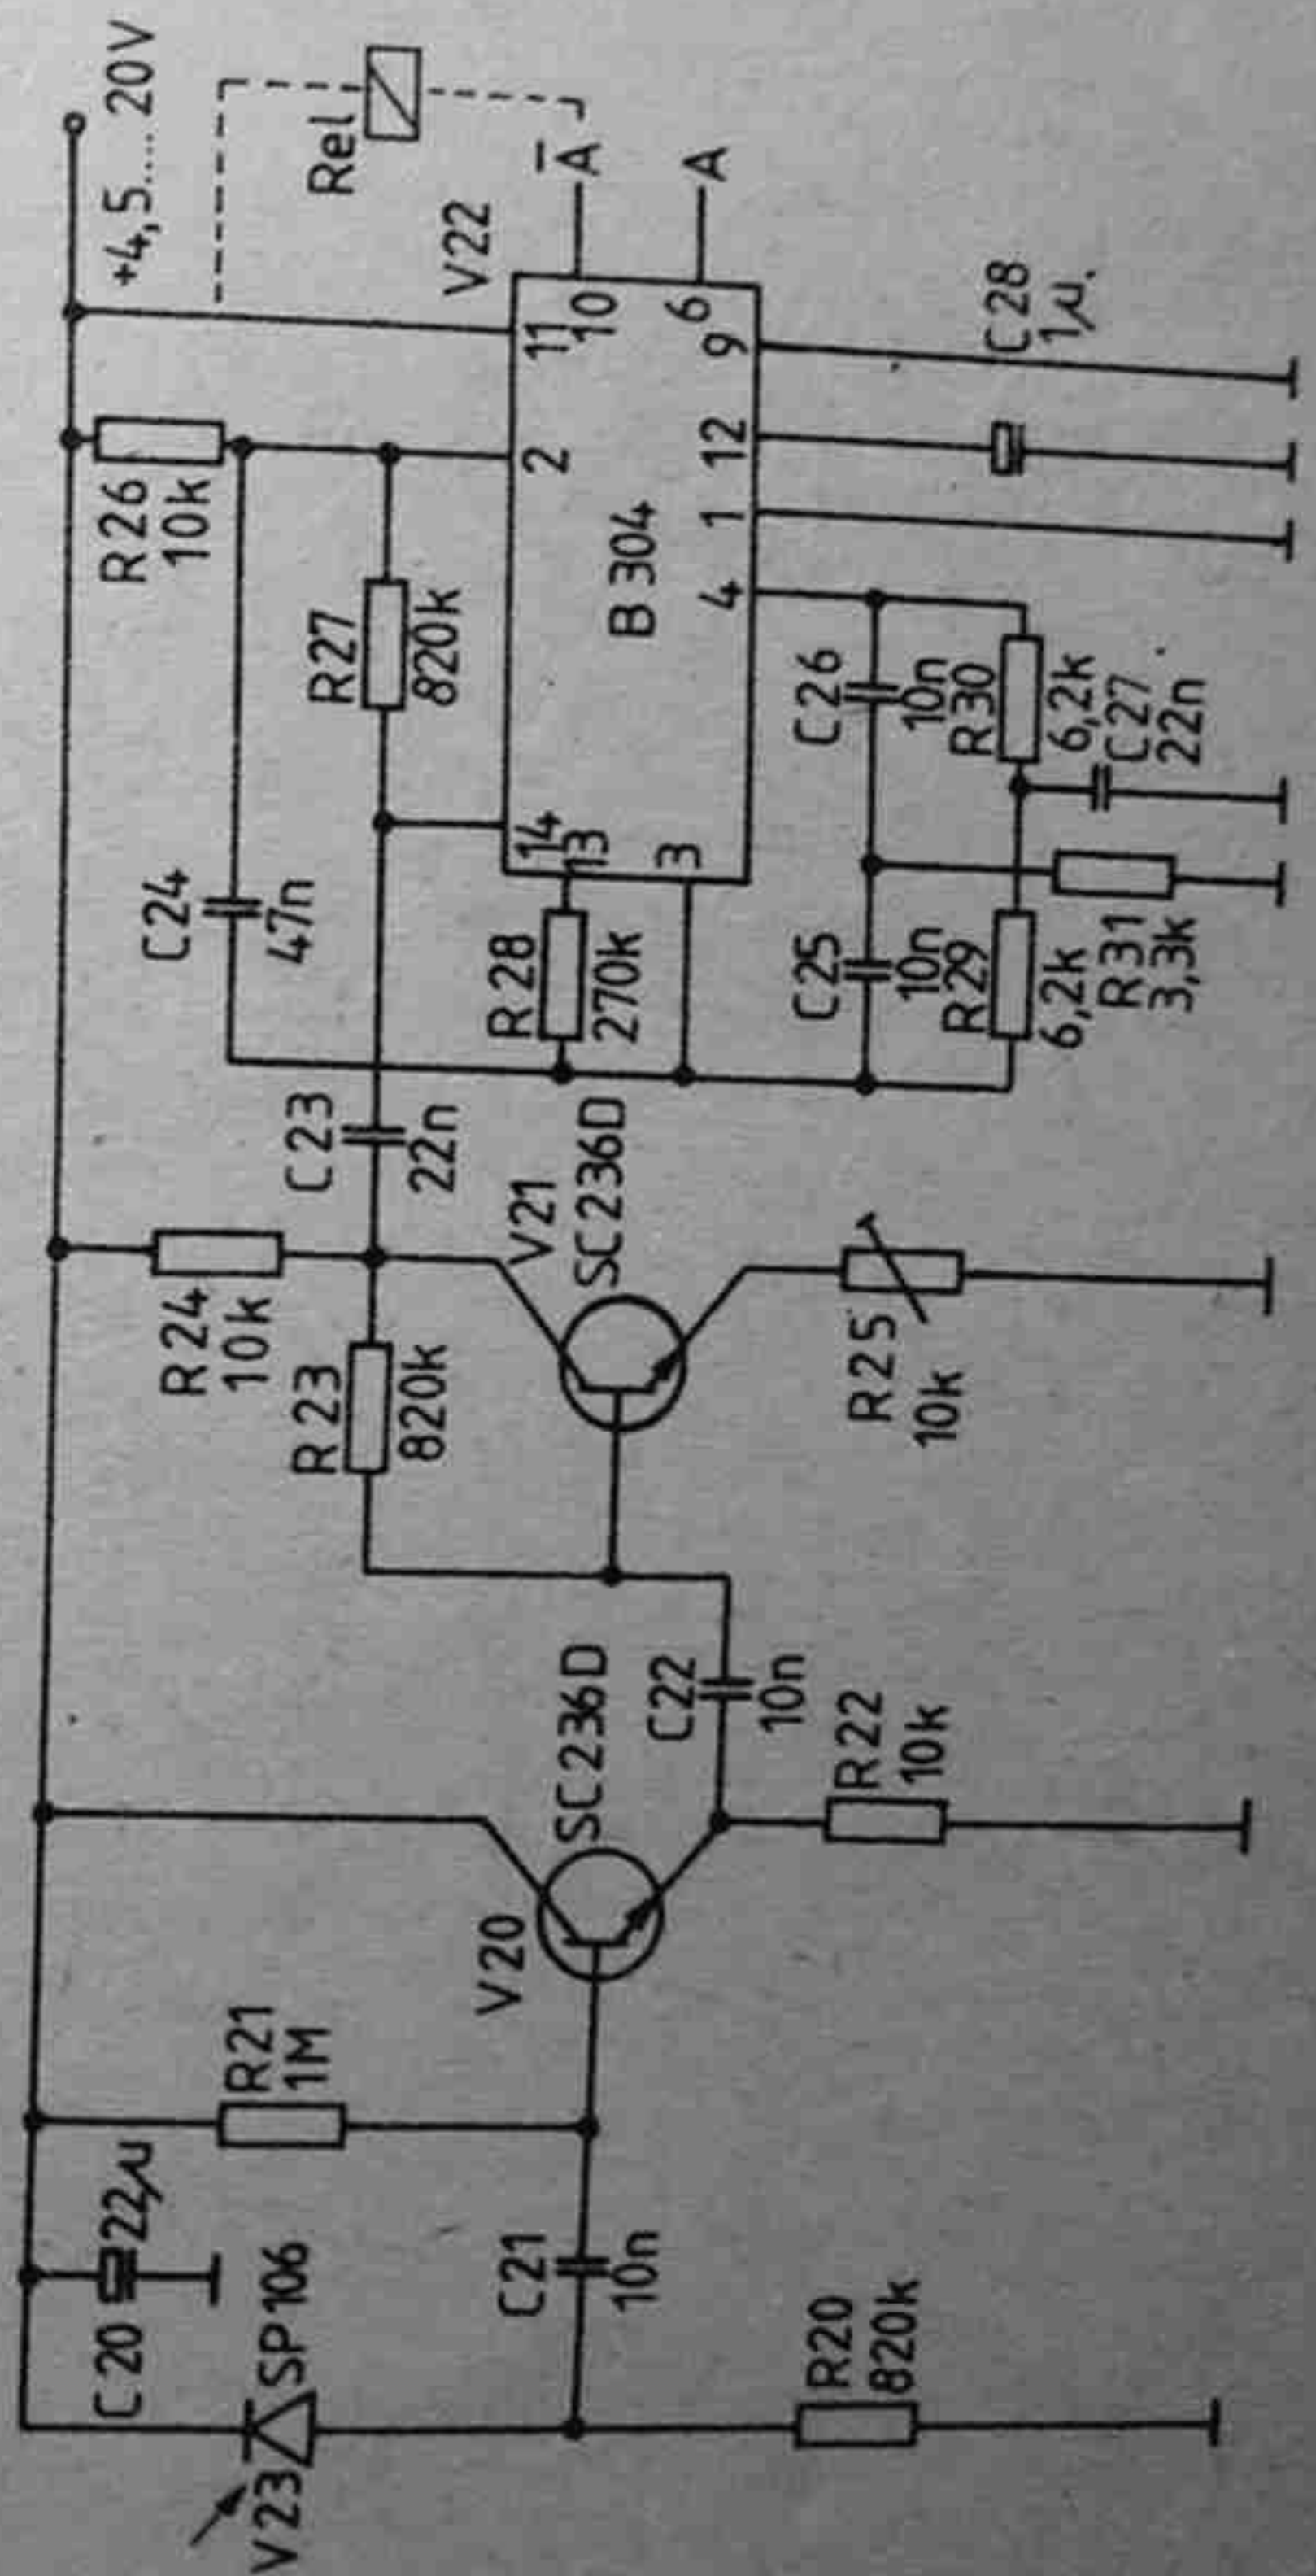 +4,5....20V
Rel
Ā
A
V22
11
10
6
9
2
12
1
4
14
13
3
B 304
C28
1µ
R26
10k
R27
820k
C24
47n
R28
270k
C26
10n
R30
6,2k
C27
22n
C25
10n
R29
6,2k
R31
3,3k
C23
22n
V21
SC236D
R24
10k
R23
820k
R25
10k
SC236D
V20
C22
10n
R22
10k
R21
1M
C20
22µ
V23
SP106
C21
10n
R20
820k